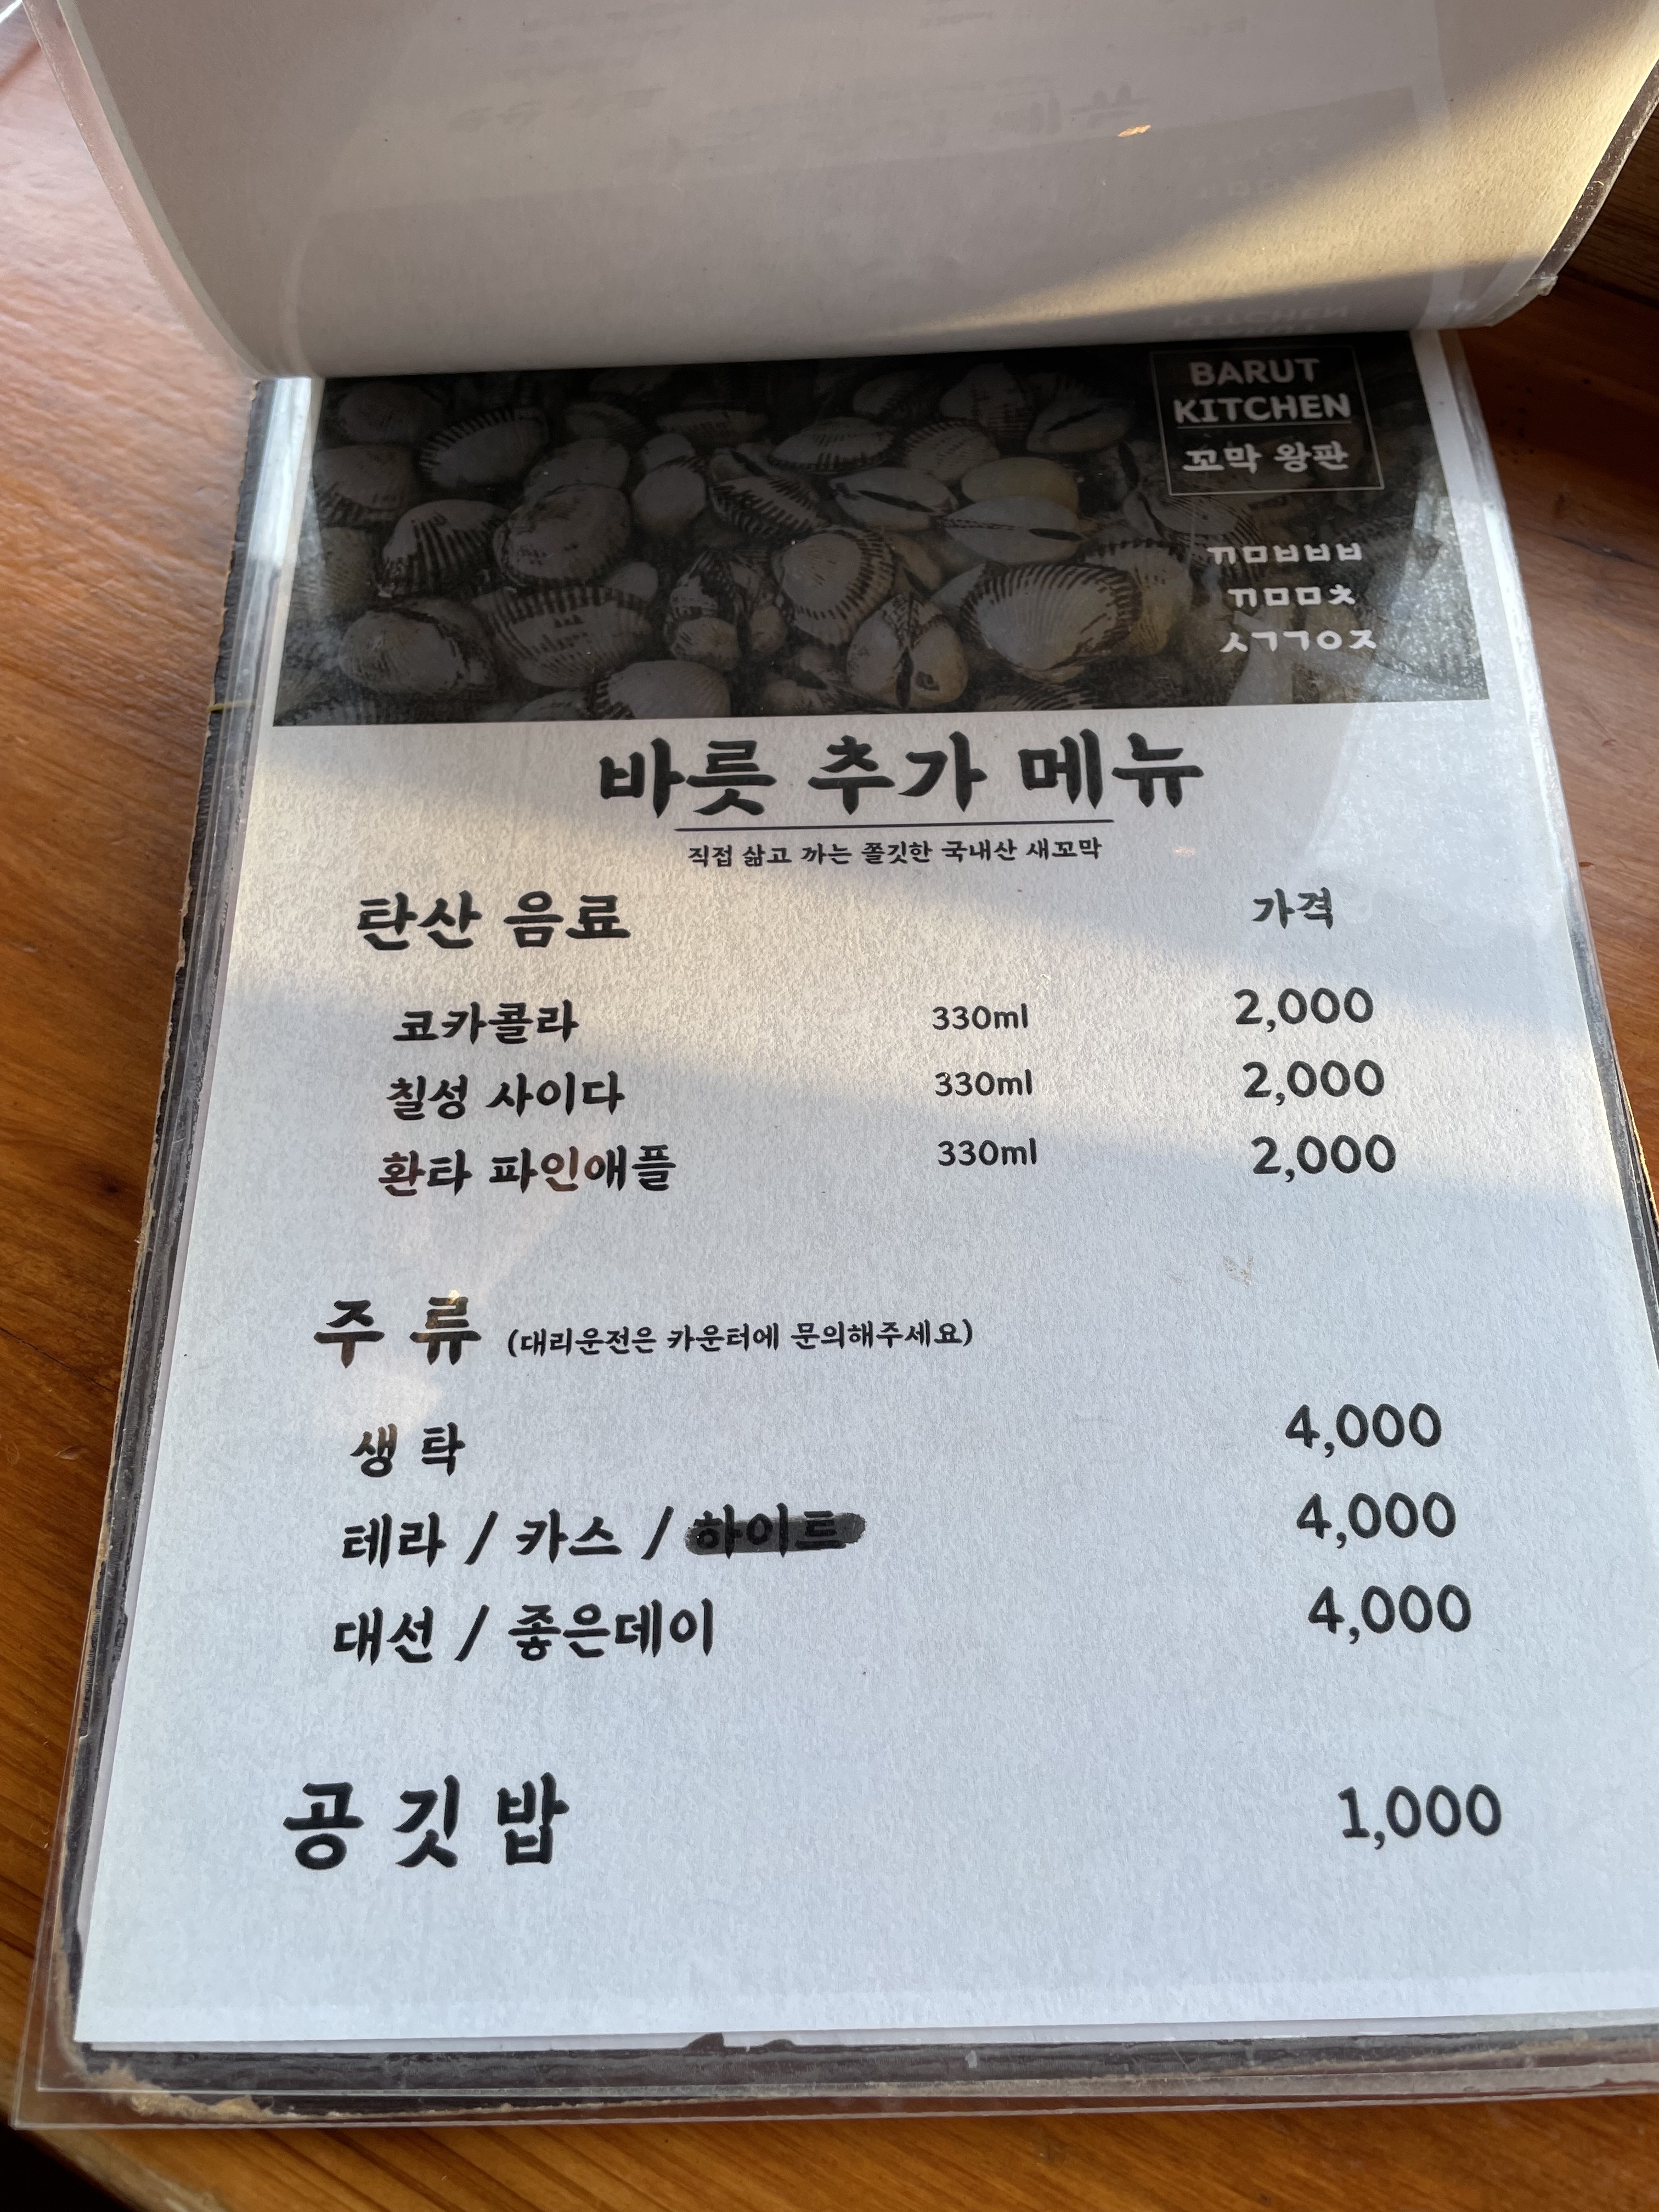 BARUT
KITCHEN
꼬막 왕판
ㄲㅁㅂㅂㅂ
ㄲㅁㅁㅊ
ㅅㄱㄱㅇㅈ
바릇 추가 메뉴
직접 삶고 까는 쫄깃한 국내산 새꼬막
탄산 음료 가격
코카콜라 330ml 2,000
칠성 사이다 330ml 2,000
환타 파인애플 330ml 2,000
주 류 (대리운전은 카운터에 문의해주세요)
생 탁 4,000
테라 / 카스 / 하이트 4,000
대선 / 좋은데이 4,000
공 깃 밥 1,000